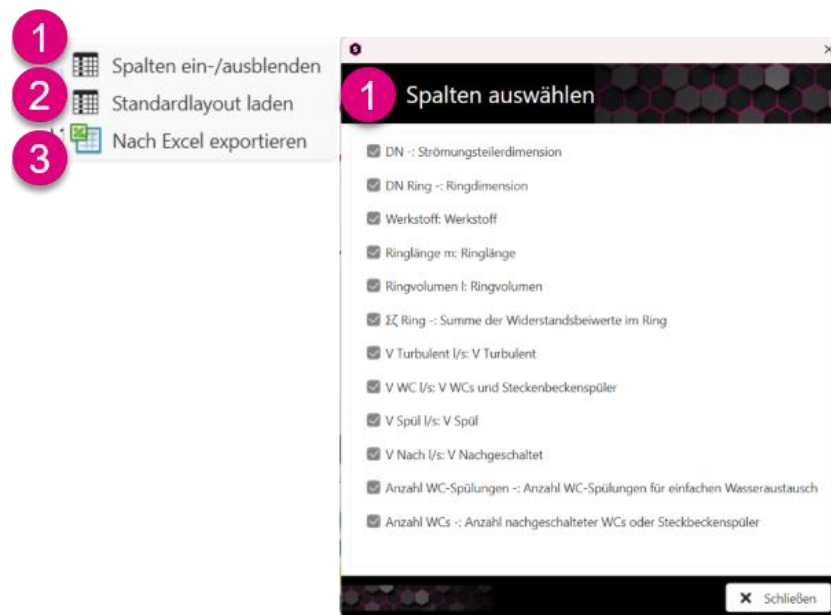 1
Spalten ein-/ausblenden
2
Standardlayout laden
3
Nach Excel exportieren
1
Spalten auswählen
DN -: Strömungsteilerdimension
DN Ring -: Ringdimension
Werkstoff: Werkstoff
Ringlänge m: Ringlänge
Ringvolumen l: Ringvolumen
Σζ Ring -: Summe der Widerstandsbeiwerte im Ring
V Turbulent l/s: V Turbulent
V WC l/s: V WCs und Steckenbeckenspüler
V Spül l/s: V Spül
V Nach l/s: V Nachgeschaltet
Anzahl WC-Spülungen -: Anzahl WC-Spülungen für einfachen Wasseraustausch
Anzahl WCs -: Anzahl nachgeschalteter WCs oder Steckbeckenspüler
Schließen